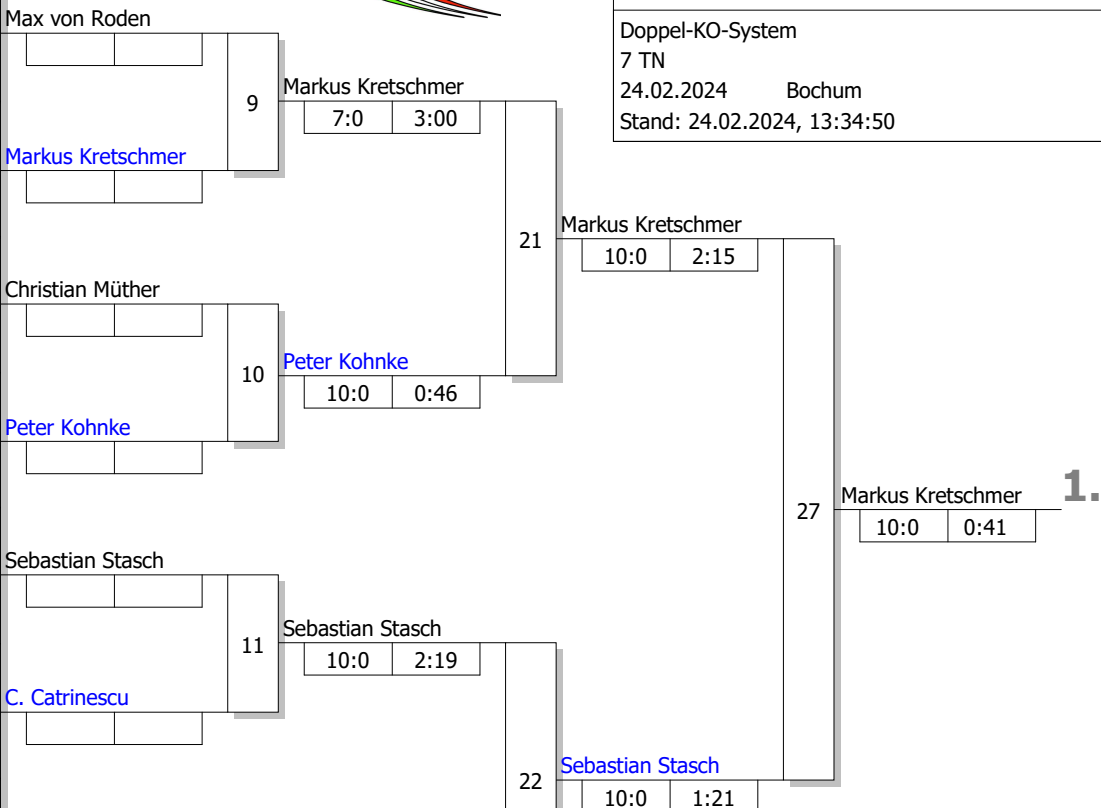 Max von Roden
Doppel-KO-System
7 TN
24.02.2024 Bochum
Stand: 24.02.2024, 13:34:50
9
Markus Kretschmer
7:0 3:00
Markus Kretschmer
21
Markus Kretschmer
10:0 2:15
Christian Müther
10
Peter Kohnke
10:0 0:46
Peter Kohnke
27
Markus Kretschmer
1.
10:0 0:41
Sebastian Stasch
11
Sebastian Stasch
10:0 2:19
C. Catrinescu
22
Sebastian Stasch
10:0 1:21